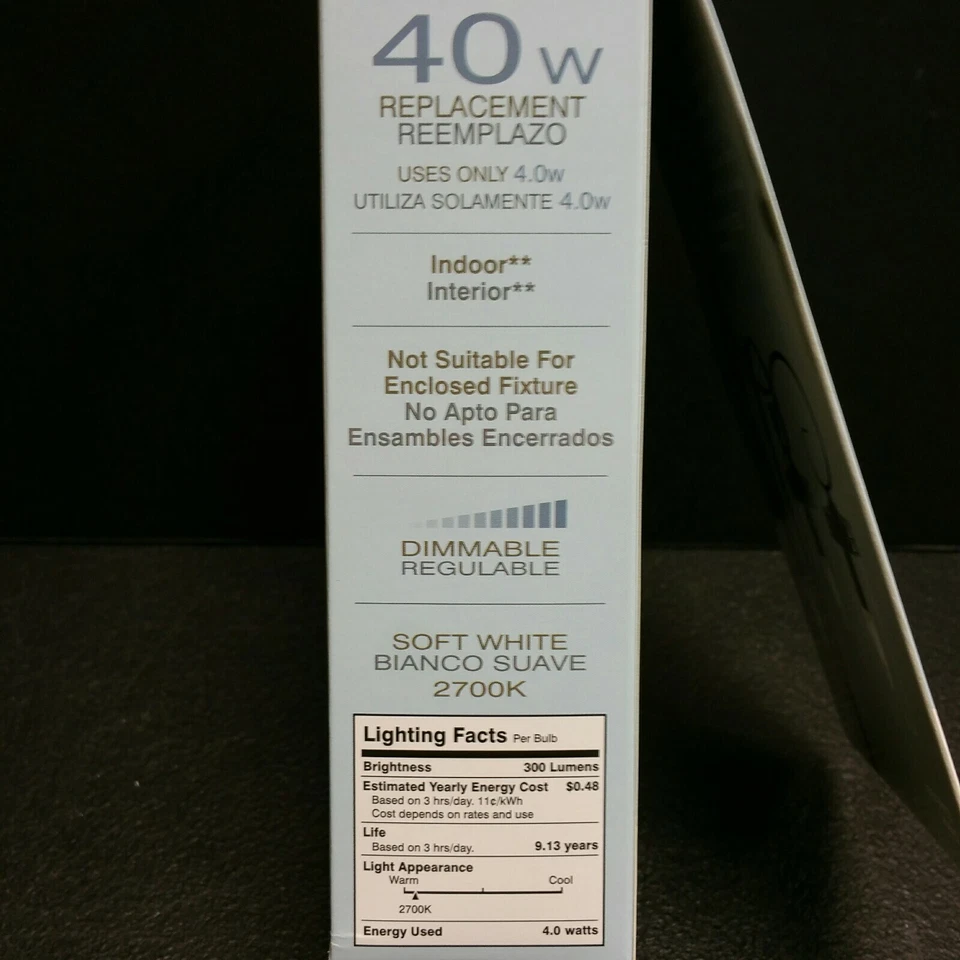 40 W
REPLACEMENT
REEMPLAZO
USES ONLY 4.0w
UTILIZA SOLAMENTE 4.0w
Indoor**
Interior**
Not Suitable For
Enclosed Fixture
No Apto Para
Ensambles Encerrados
DIMMABLE
REGULABLE
SOFT WHITE
BIANCO SUAVE
2700K
Lighting Facts Per Bulb
Brightness 300 Lumens
Estimated Yearly Energy Cost $0.48
Based on 3 hrs/day. 11¢/kWh
Cost depends on rates and use
Life
Based on 3 hrs/day. 9.13 years
Light Appearance
Warm Cool
2700K
Energy Used 4.0 watts